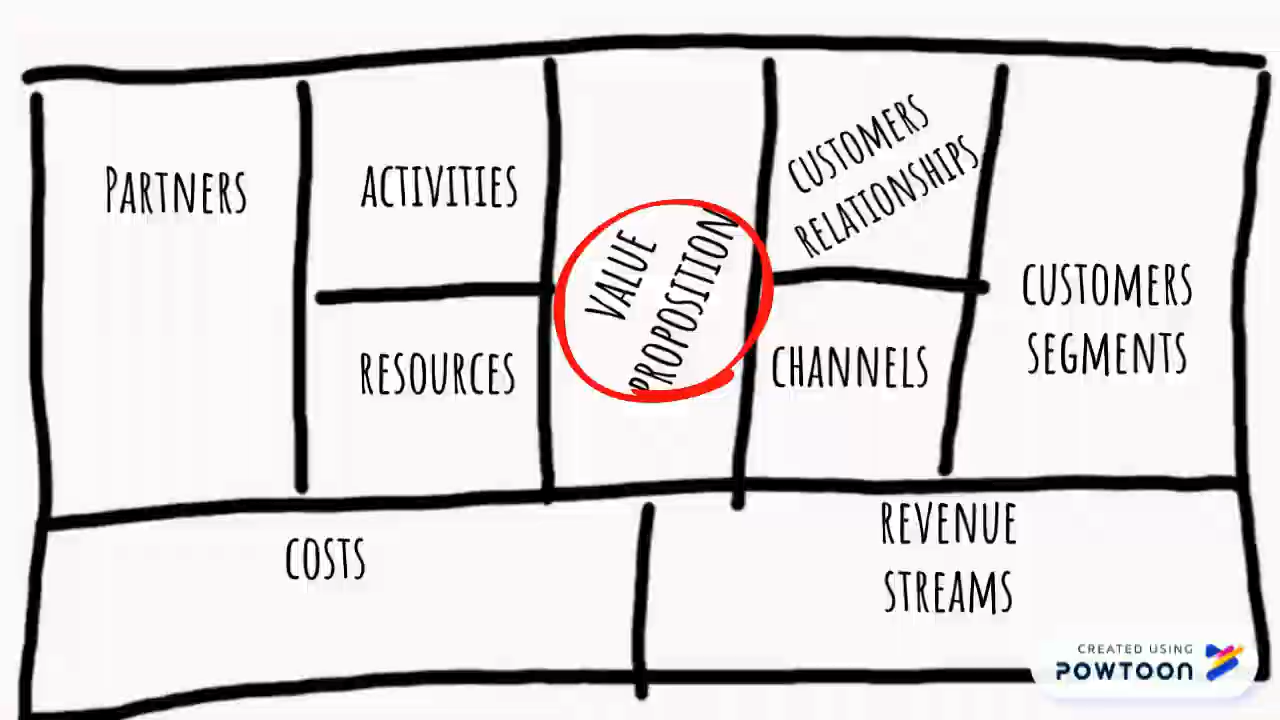 PARTNERS
ACTIVITIES
RESOURCES
VALUE
PROPOSITION
CUSTOMERS
RELATIONSHIPS
CHANNELS
CUSTOMERS
SEGMENTS
COSTS
REVENUE
STREAMS
CREATED USING
POWTOON